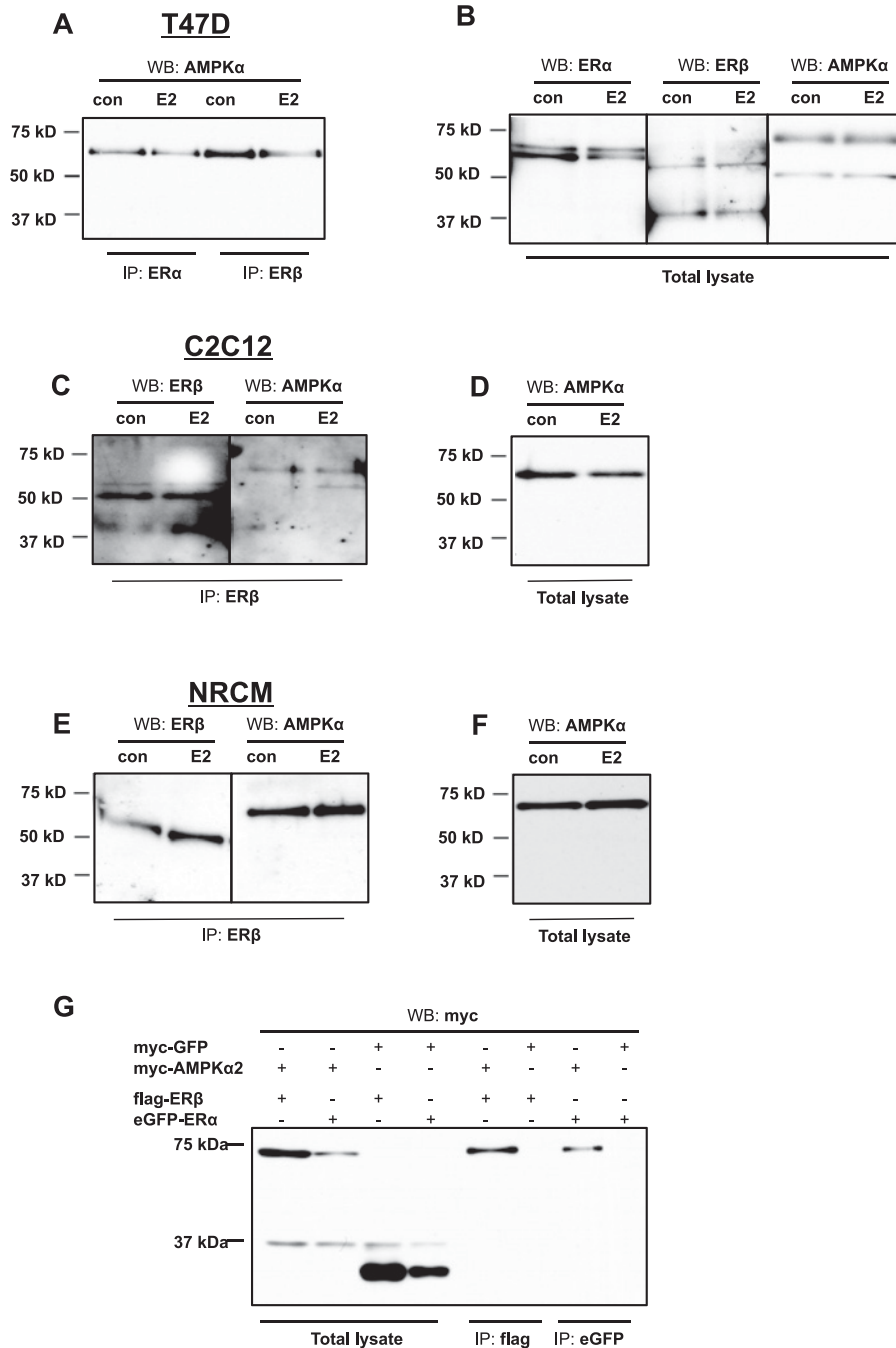 A
T47D
WB: AMPKα
con E2 con E2
75 kD
50 kD
37 kD
IP: ERα IP: ERβ
B
WB: ERα WB: ERβ WB: AMPKα
con E2 con E2 con E2
75 kD
50 kD
37 kD
Total lysate
C2C12
C
WB: ERβ WB: AMPKα
con E2 con E2
75 kD
50 kD
37 kD
IP: ERβ
D
WB: AMPKα
con E2
75 kD
50 kD
37 kD
Total lysate
NRCM
E
WB: ERβ WB: AMPKα
con E2 con E2
75 kD
50 kD
37 kD
IP: ERβ
F
WB: AMPKα
con E2
75 kD
50 kD
37 kD
Total lysate
G
WB: myc
myc-GFP - - + + - + - +
myc-AMPKα2 + + - - + - + -
flag-ERβ + - + - + + - -
eGFP-ERα - + - + - - + +
75 kDa
37 kDa
Total lysate IP: flag IP: eGFP